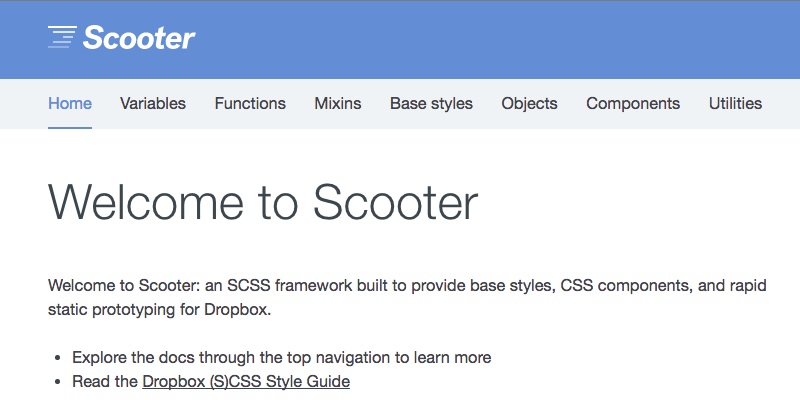 Scooter
Home Variables Functions Mixins Base styles Objects Components Utilities
Welcome to Scooter
Welcome to Scooter: an SCSS framework built to provide base styles, CSS components, and rapid
static prototyping for Dropbox.
• Explore the docs through the top navigation to learn more
• Read the Dropbox (S)CSS Style Guide